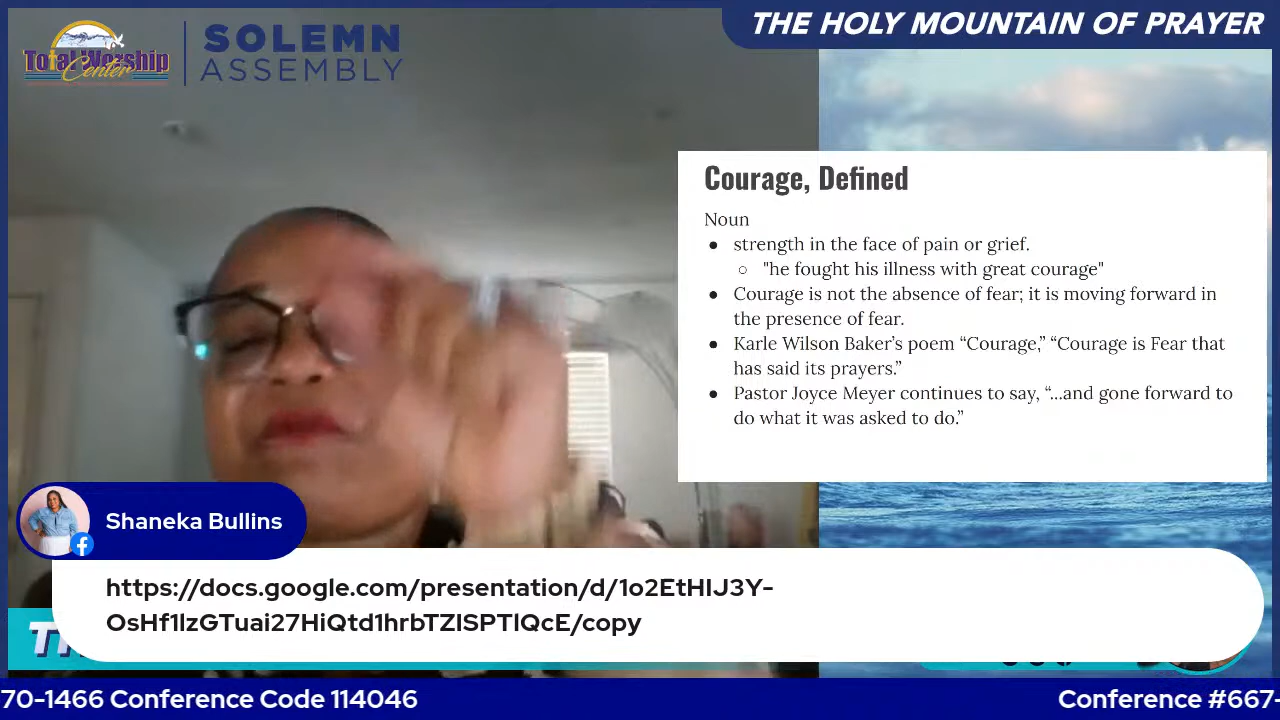 THE HOLY MOUNTAIN OF PRAYER
Total Worship
Center
SOLEMN
ASSEMBLY
Courage, Defined
Noun
● strength in the face of pain or grief.
○ "he fought his illness with great courage"
● Courage is not the absence of fear; it is moving forward in
the presence of fear.
● Karle Wilson Baker's poem “Courage,” “Courage is Fear that
has said its prayers.”
● Pastor Joyce Meyer continues to say, “...and gone forward to
do what it was asked to do.”
Shaneka Bullins
https://docs.google.com/presentation/d/1o2EtHIJ3Y-
OsHf1lzGTuai27HiQtd1hrbTZlSPTlQcE/copy
70-1466 Conference Code 114046
Conference #667-